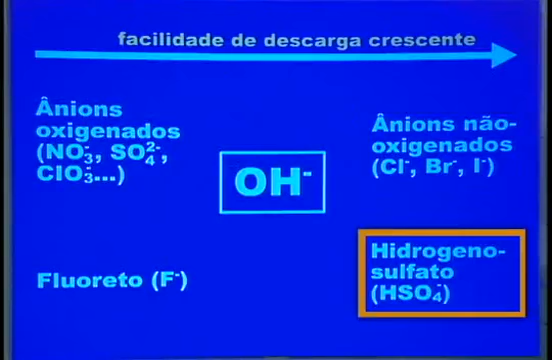 facilidade de descarga crescente
Ânions
oxigenados
(NO₃⁻, SO₄²⁻,
ClO₃⁻...)
OH⁻
Ânions não-
oxigenados
(Cl⁻, Br⁻, I⁻)
Fluoreto (F⁻)
Hidrogeno-
sulfato
(HSO₄⁻)